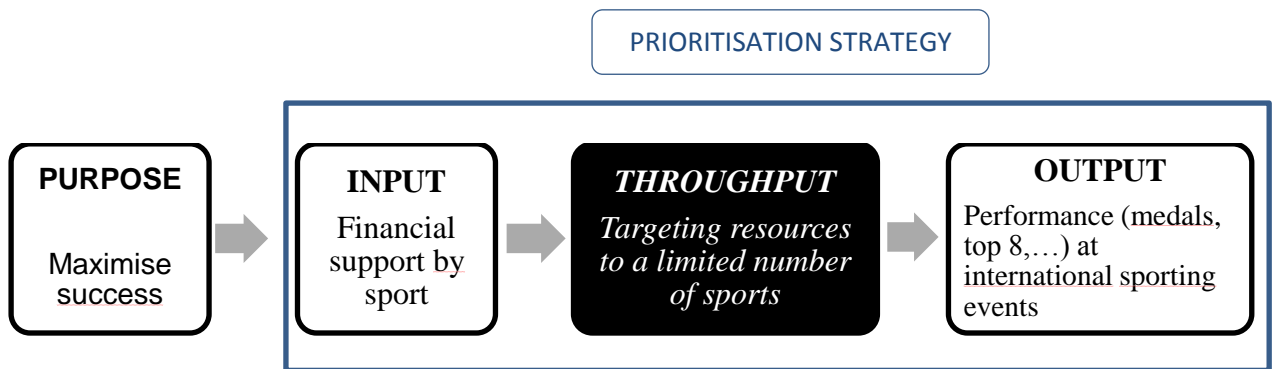 PRIORITISATION STRATEGY
PURPOSE
Maximise
success
INPUT
Financial
support by
sport
THROUGHPUT
Targeting resources
to a limited number
of sports
OUTPUT
Performance (medals,
top 8,…) at
international sporting
events